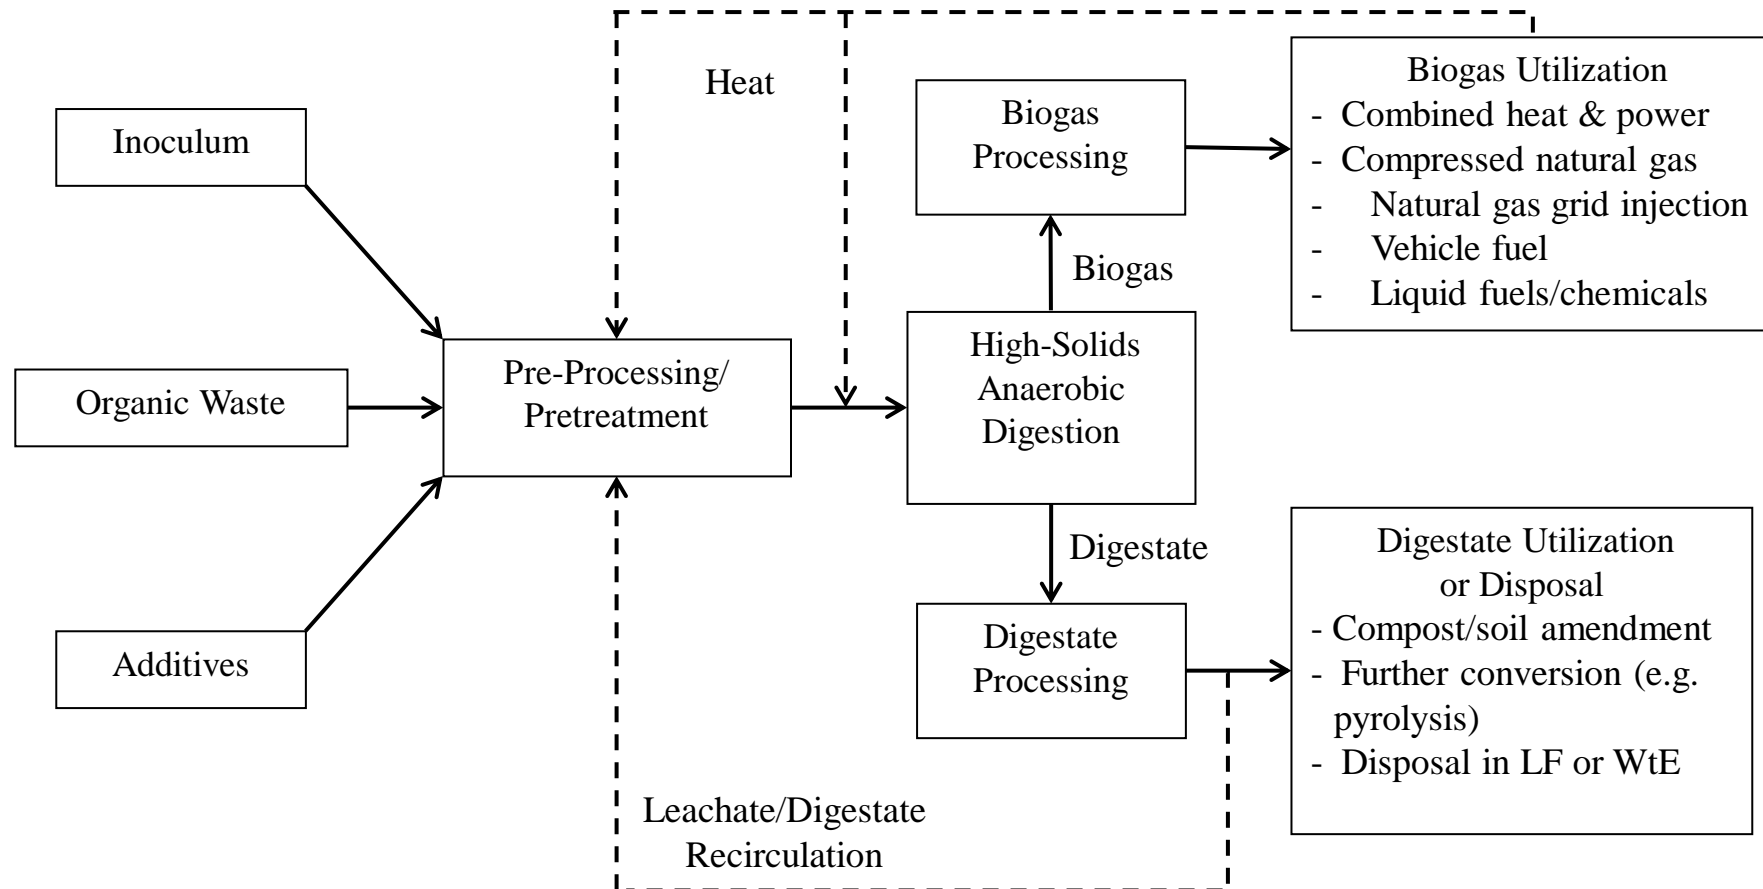 Heat
Inoculum
Organic Waste
Additives
Pre-Processing/
Pretreatment
Biogas
Processing
Biogas
High-Solids
Anaerobic
Digestion
Digestate
Digestate
Processing
Leachate/Digestate
Recirculation
Biogas Utilization
- Combined heat & power
- Compressed natural gas
- Natural gas grid injection
- Vehicle fuel
- Liquid fuels/chemicals
Digestate Utilization
or Disposal
- Compost/soil amendment
- Further conversion (e.g.
pyrolysis)
- Disposal in LF or WtE